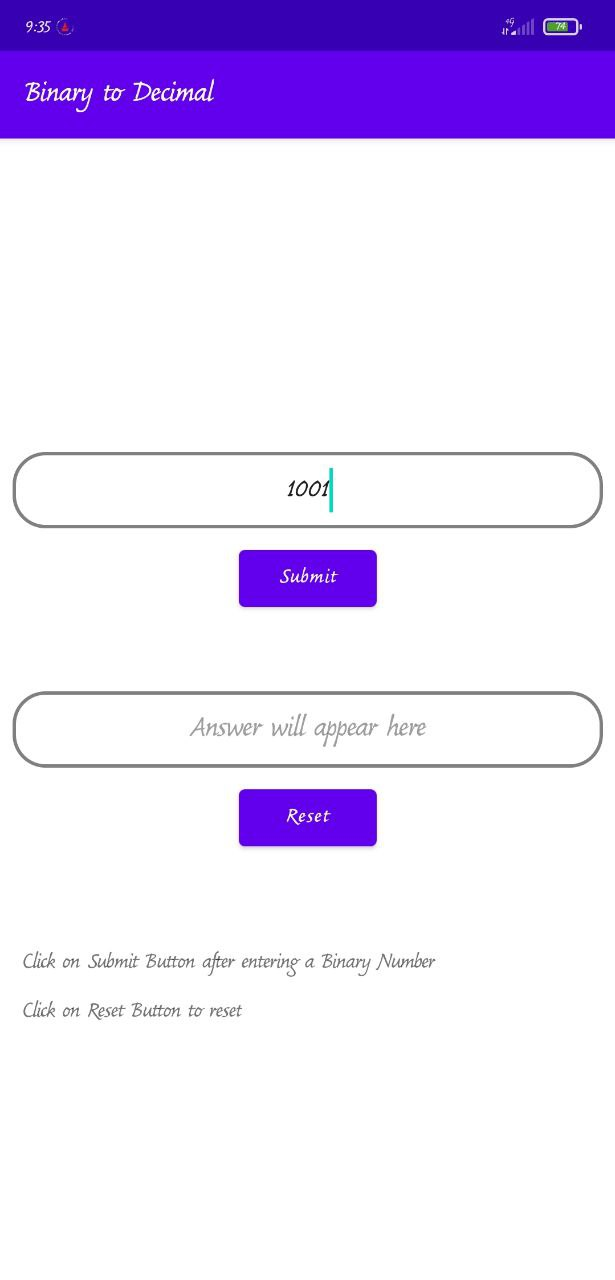 9:35
4G
74
Binary to Decimal
1001
Submit
Answer will appear here
Reset
Click on Submit Button after entering a Binary Number
Click on Reset Button to reset